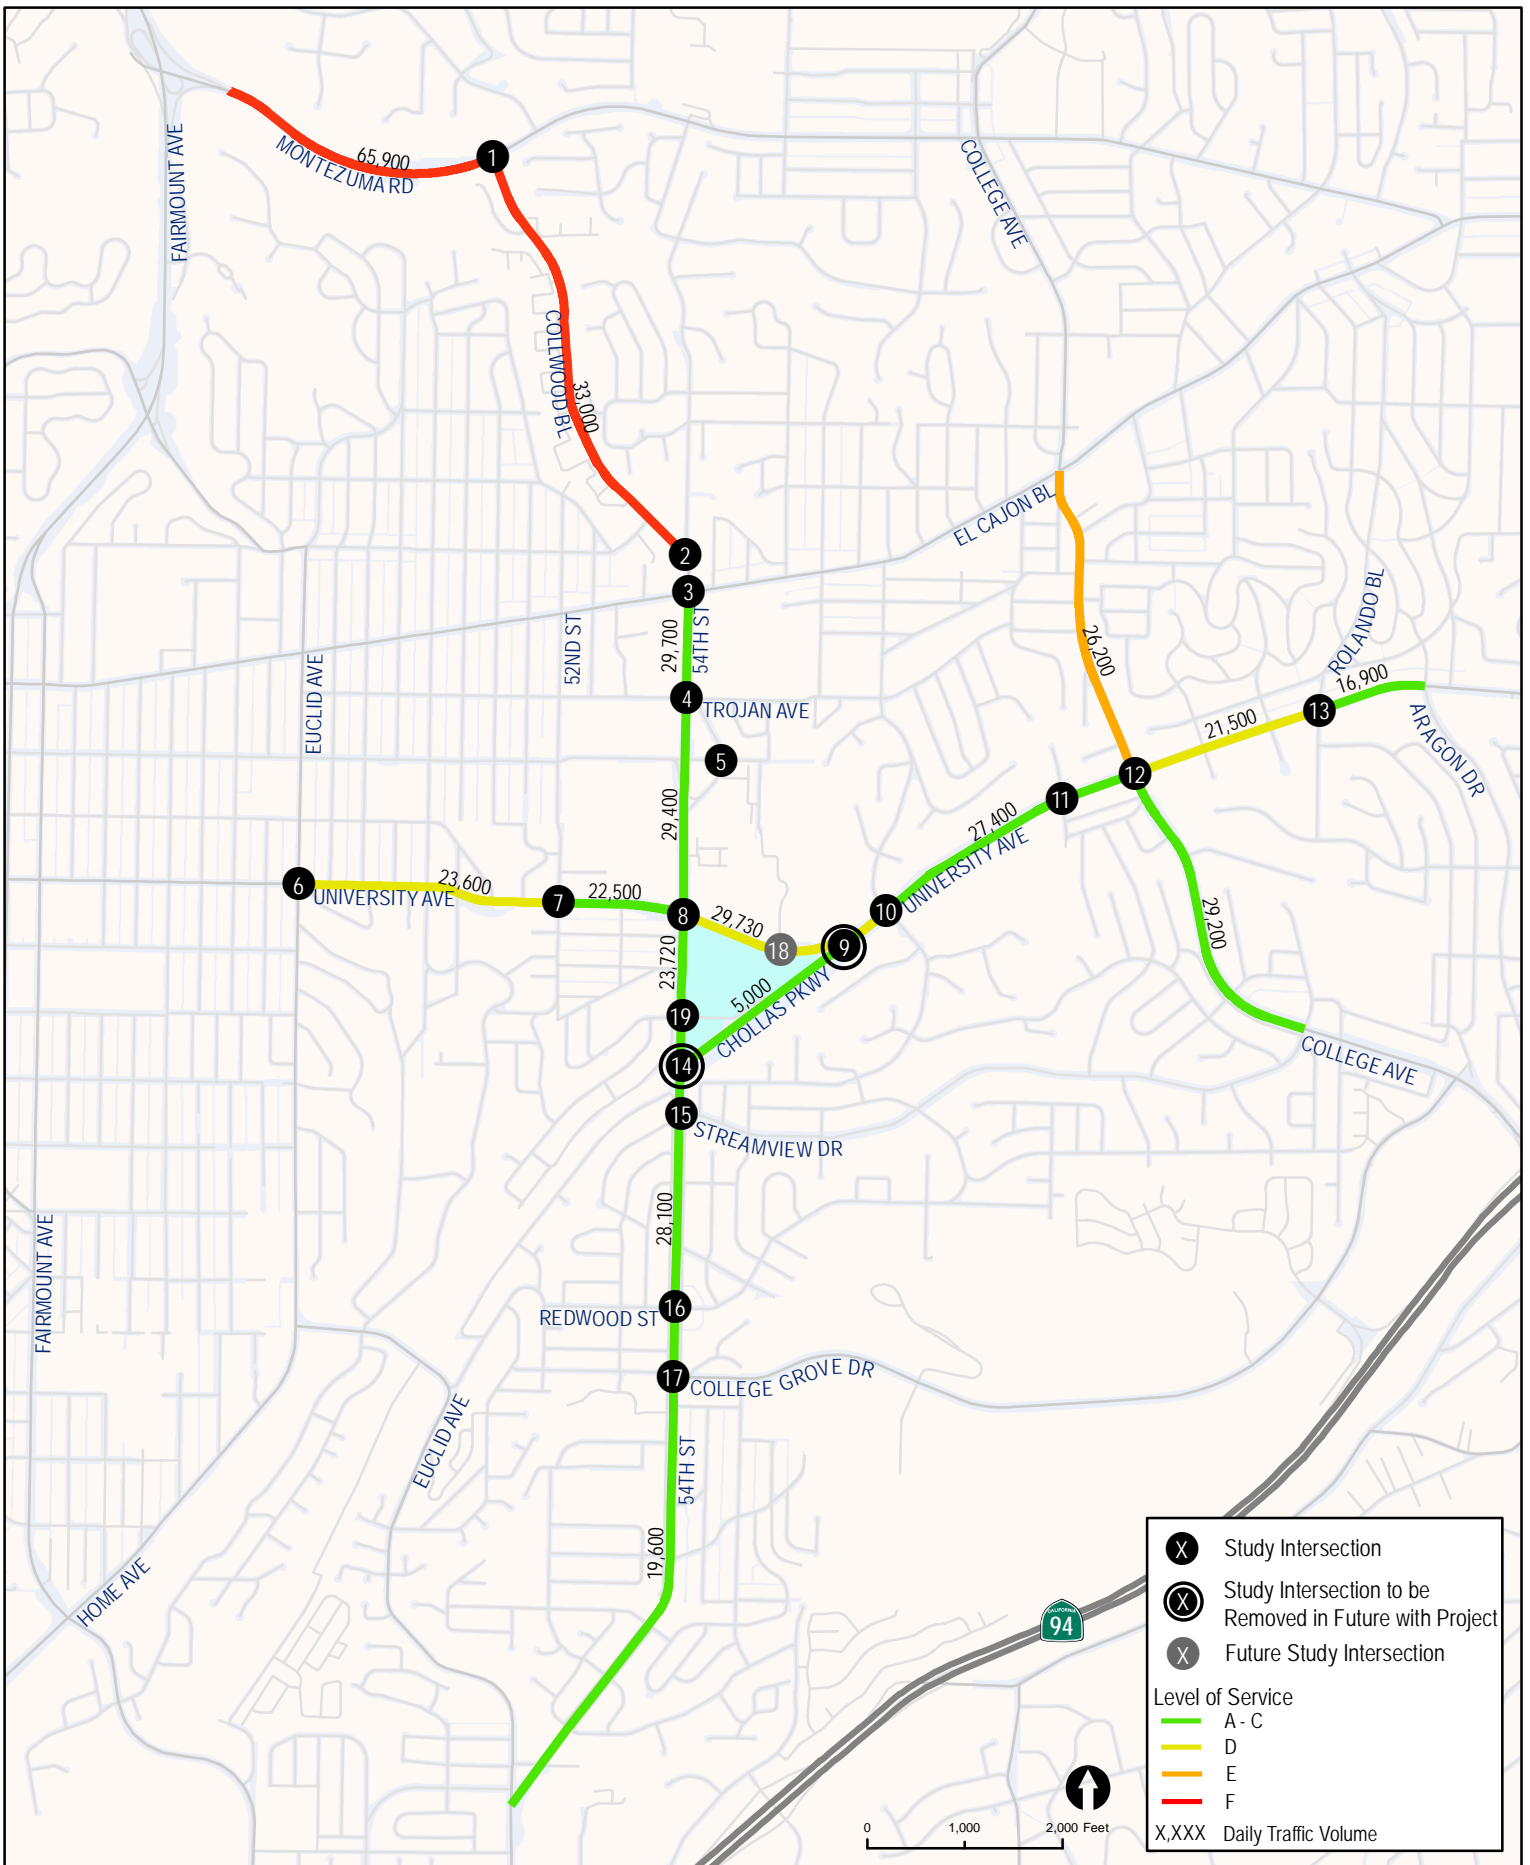 FAIRMOUNT AVE
MONTEZUMA RD
65,900
1
COLLEGE AVE
COLLWOOD BL
33,000
2
3
EL CAJON BL
29,700
54TH ST
52ND ST
EUCLID AVE
26,200
ROLANDO BL
16,900
4
TROJAN AVE
13
21,500
ARAGON DR
5
12
11
29,400
27,400
UNIVERSITY AVE
6
23,600
UNIVERSITY AVE
7
22,500
8
29,730
10
18
9
29,200
23,720
5,000
CHOLLAS PKWY
19
14
COLLEGE AVE
15
STREAMVIEW DR
28,100
FAIRMOUNT AVE
16
REDWOOD ST
17
COLLEGE GROVE DR
EUCLID AVE
54TH ST
19,600
HOME AVE
CALIFORNIA
94
X Study Intersection
X Study Intersection to be
Removed in Future with Project
X Future Study Intersection
Level of Service
A - C
D
E
F
X,XXX Daily Traffic Volume
0 1,000 2,000 Feet